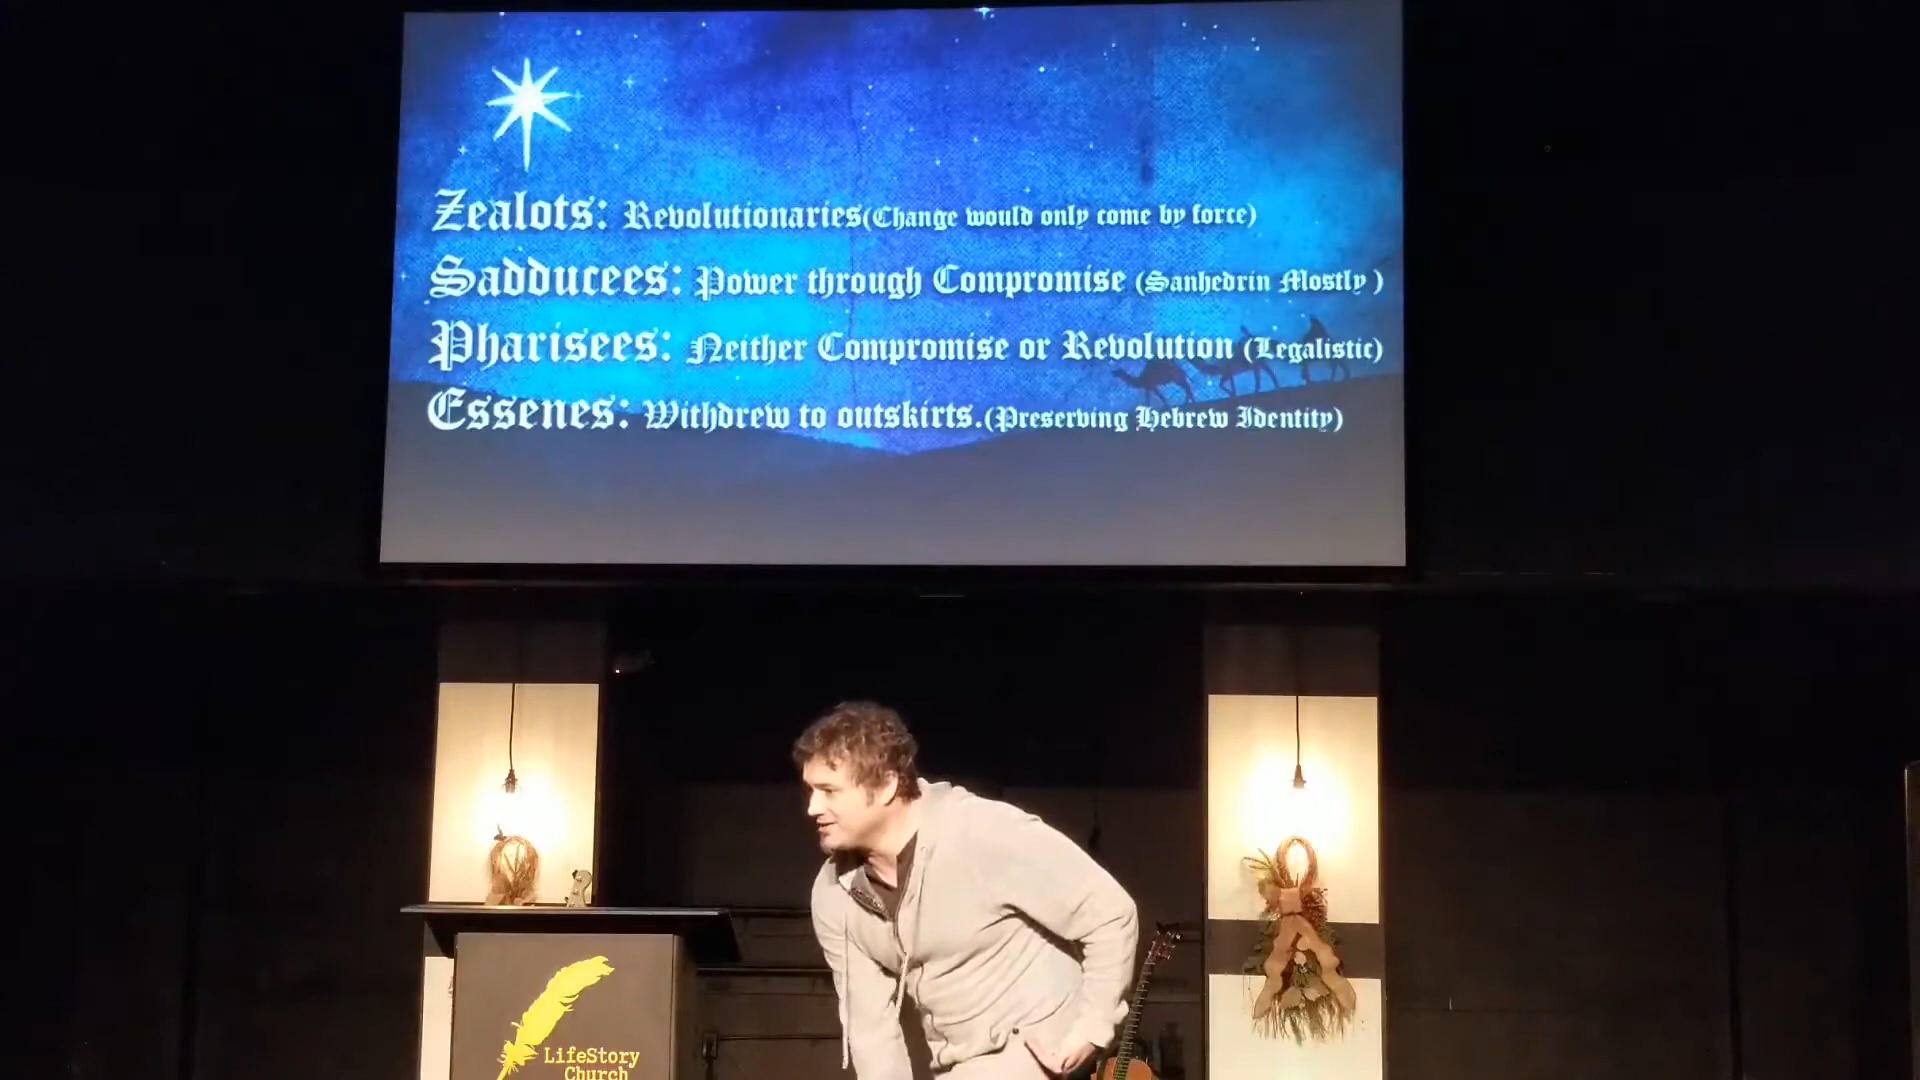 Zealots: Revolutionaries(Change would only come by force)
Sadducees: Power through Compromise (Sanhedrin Mostly )
Pharisees: Neither Compromise or Revolution (Legalistic)
Essenes: Withdrew to outskirts.(Preserving Hebrew Identity)
LifeStory
Church